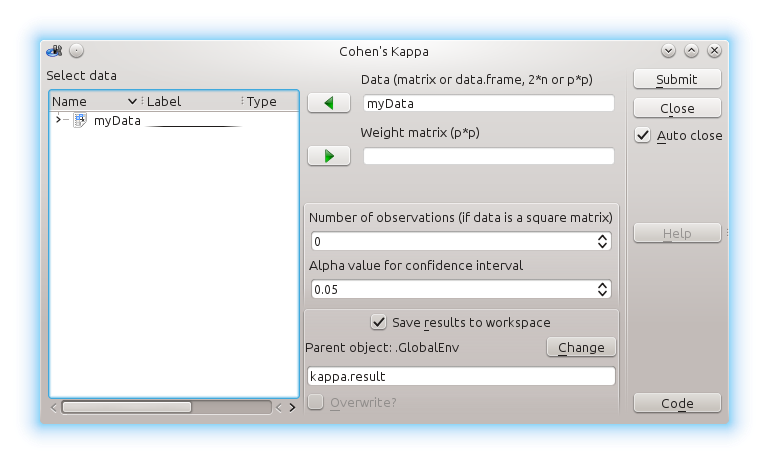 Cohen's Kappa
Select data
Name Label Type
myData
Data (matrix or data.frame, 2*n or p*p)
myData
Weight matrix (p*p)
Number of observations (if data is a square matrix)
0
Alpha value for confidence interval
0.05
Save results to workspace
Parent object: .GlobalEnv
Change
kappa.result
Overwrite?
Submit
Close
Auto close
Help
Code